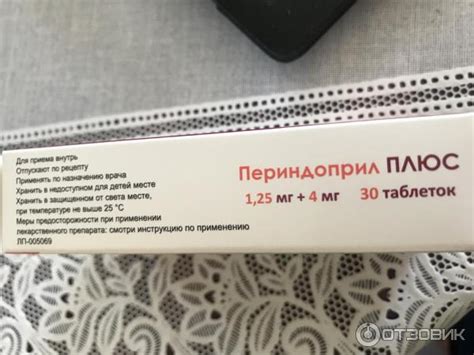 Для приема внутрь
Отпускают по рецепту
Применять по назначению врача
Хранить в недоступном для детей месте
Хранить в защищенном от света месте,
при температуре не выше 25 °C
Меры предосторожности при применении
лекарственного препарата: смотри инструкцию по применению
ЛП-005069
Периндоприл ПЛЮС
1,25 мг + 4 мг 30 таблеток
ОТЗОВИК